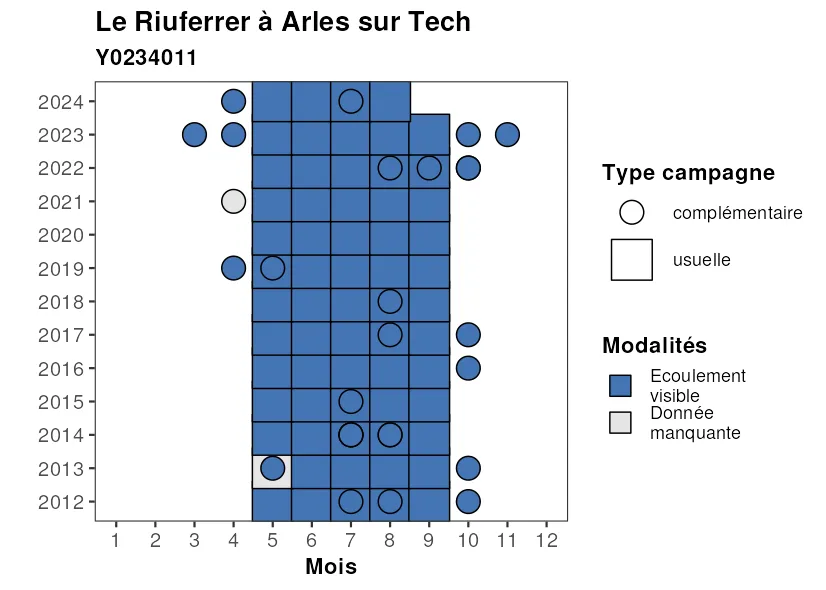 Le Riuferrer à Arles sur Tech
Y0234011
2024
2023
2022
2021
2020
2019
2018
2017
2016
2015
2014
2013
2012
1 2 3 4 5 6 7 8 9 10 11 12
Mois
Type campagne
complémentaire
usuelle
Modalités
Ecoulement
visible
Donnée
manquante